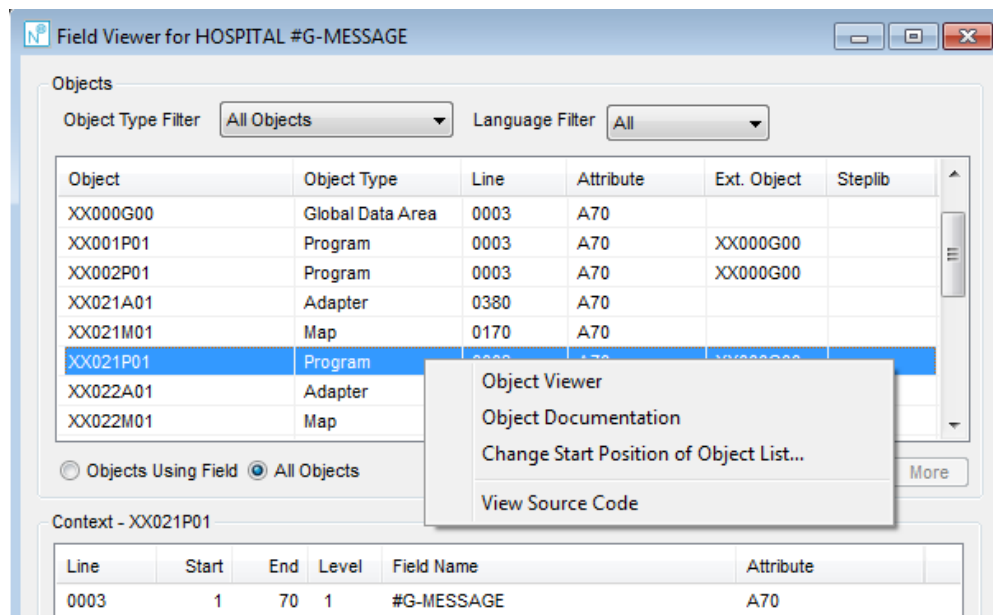 Field Viewer for HOSPITAL #G-MESSAGE
Objects
Object Type Filter All Objects Language Filter All
Object Object Type Line Attribute Ext. Object Steplib
XX000G00 Global Data Area 0003 A70
XX001P01 Program 0003 A70 XX000G00
XX002P01 Program 0003 A70 XX000G00
XX021A01 Adapter 0380 A70
XX021M01 Map 0170 A70
XX021P01 Program
XX022A01 Adapter
XX022M01 Map
Object Viewer
Object Documentation
Change Start Position of Object List...
View Source Code
Objects Using Field All Objects More
Context - XX021P01
Line Start End Level Field Name Attribute
0003 1 70 1 #G-MESSAGE A70